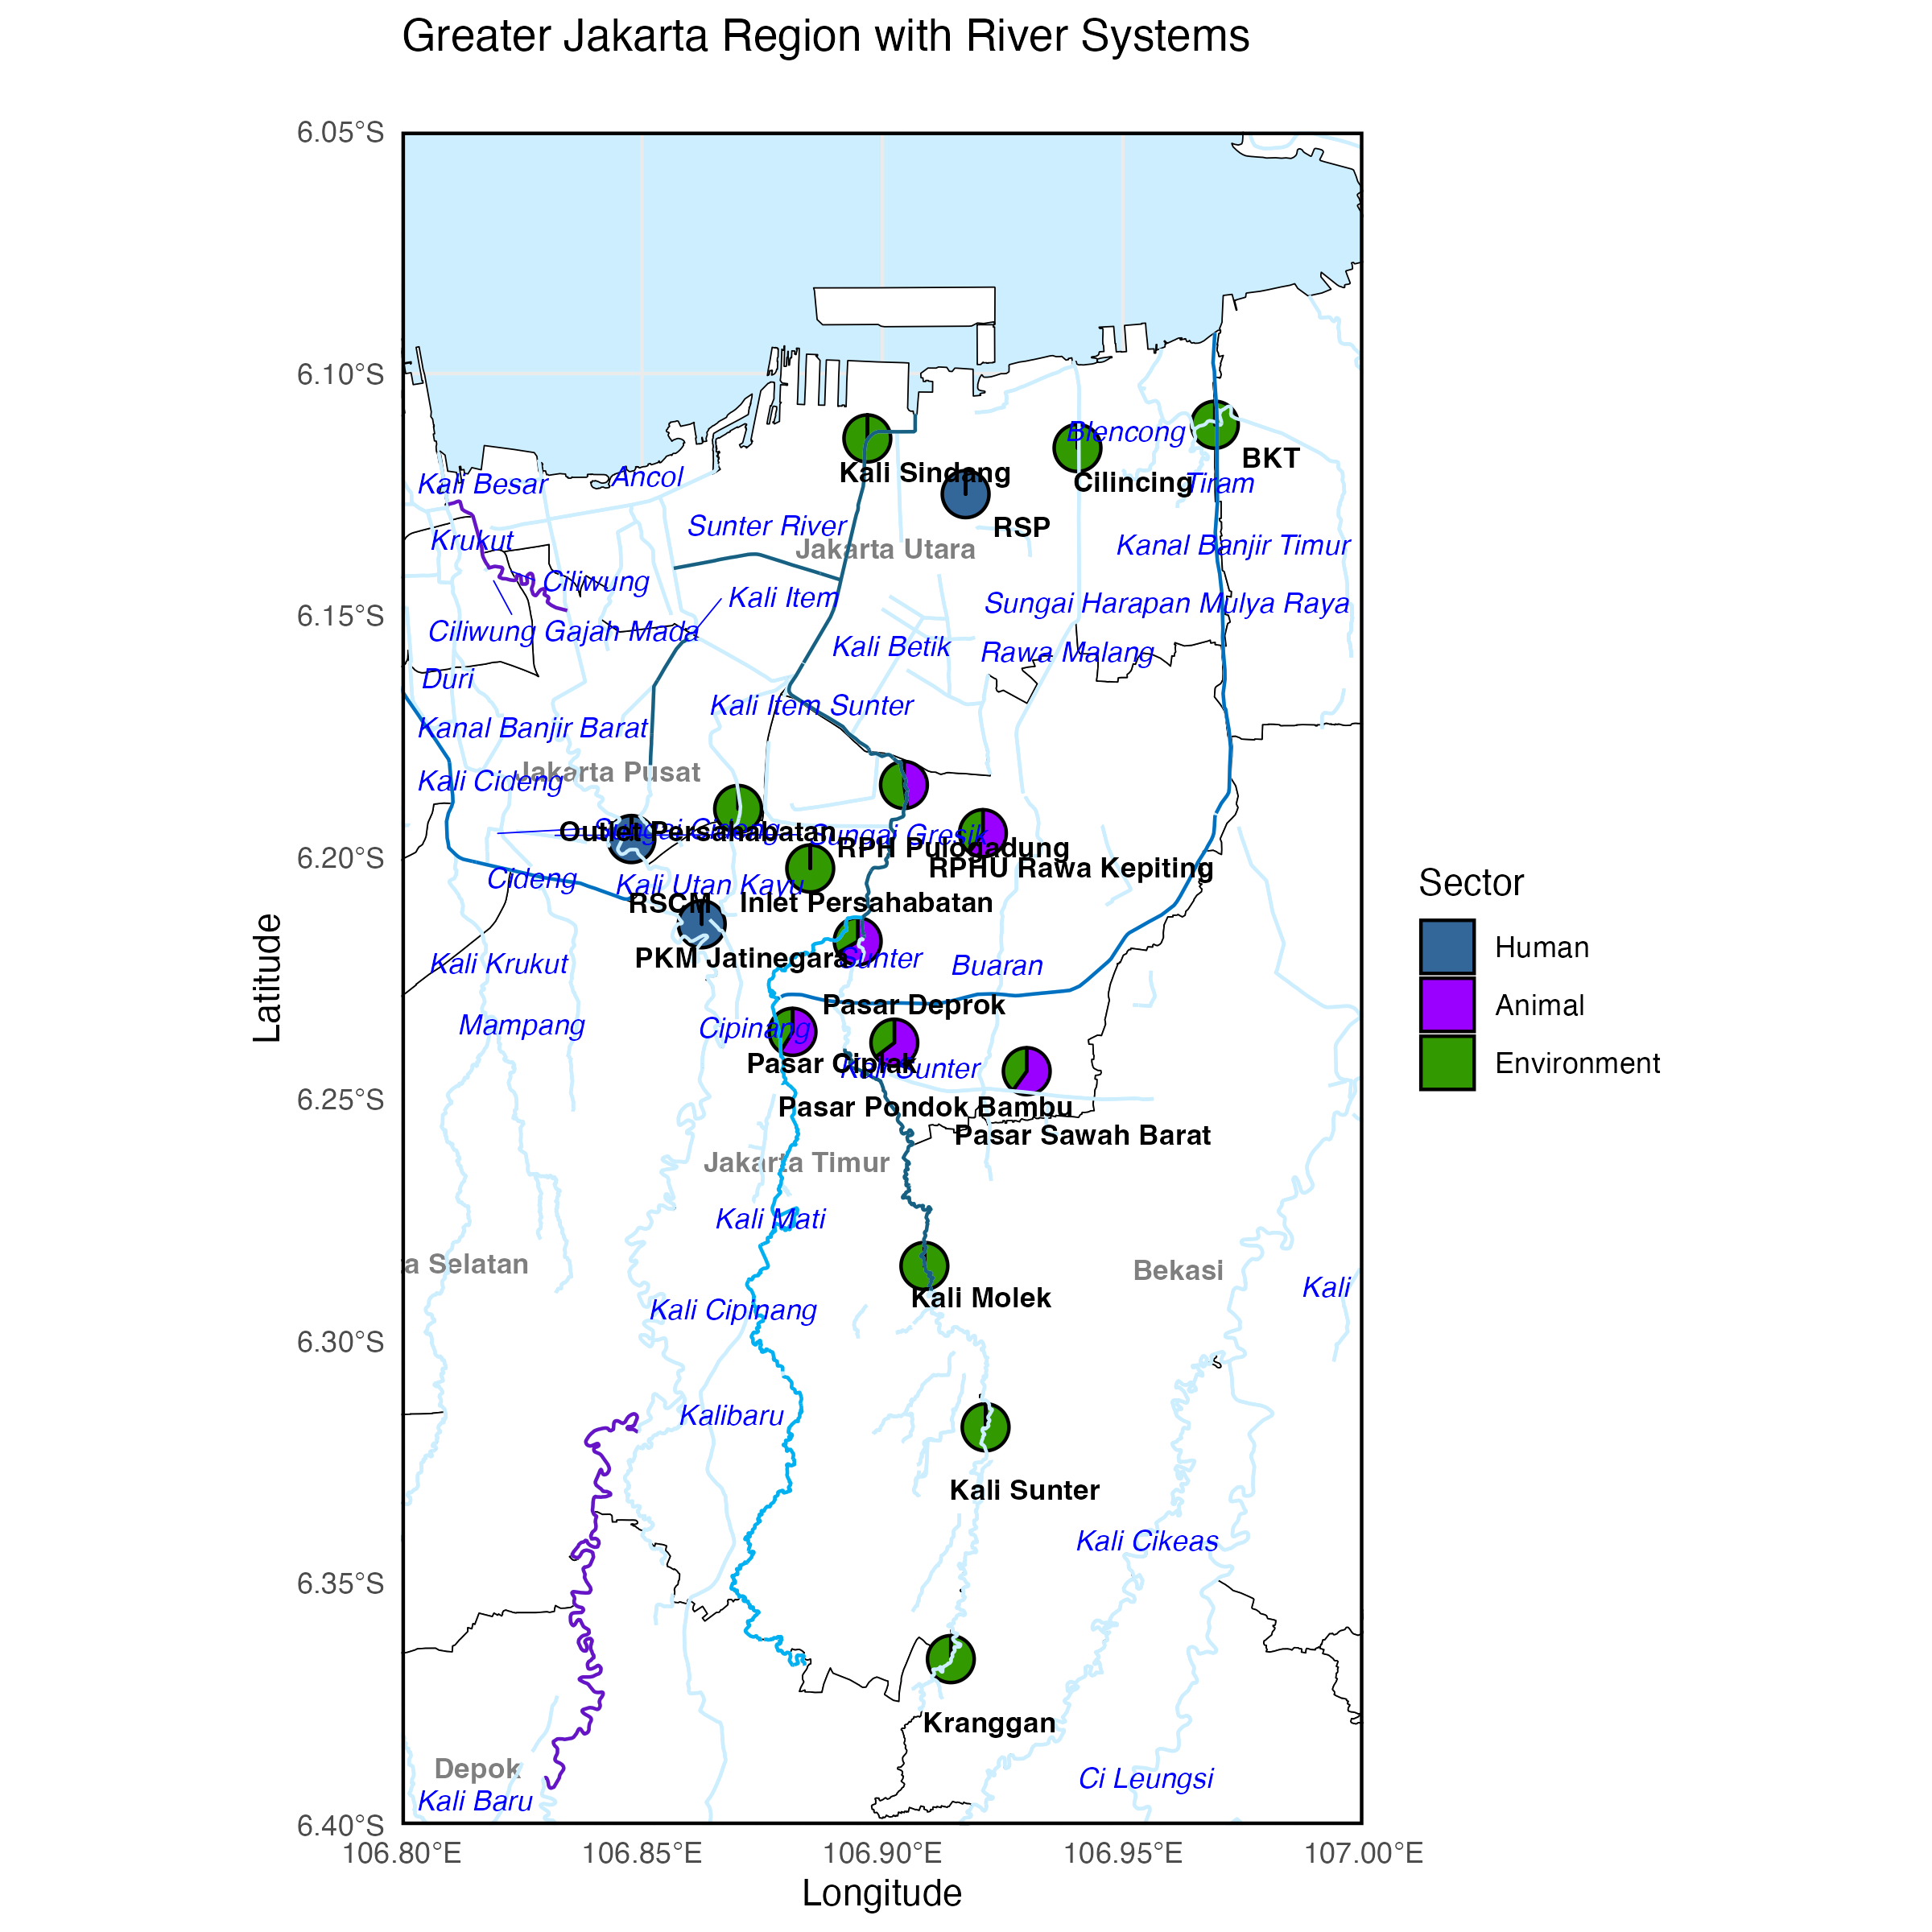 Greater Jakarta Region with River Systems
6.05°S
6.10°S
6.15°S
6.20°S
6.25°S
6.30°S
6.35°S
6.40°S
Latitude
Kali Sindang
Blencong
BKT
Kali Besar
Ancol
Cilincing
Tiram
RSP
Sunter River
Krukut
Jakarta Utara
Kanal Banjir Timur
Ciliwung
Kali Item
Sungai Harapan Mulya Raya
Ciliwung Gajah Mada
Kali Betik
Rawa Malang
Duri
Kali Item Sunter
Kanal Banjir Barat
Jakarta Pusat
Kali Cideng
Sungai Cideng
Outlet Persahabatan
Sungai Gresik
RPH Pulogadung
RPHU Rawa Kepiting
Cideng
Kali Utan Kayu
RSCM
Inlet Persahabatan
PKM Jatinegara
Sunter
Buaran
Kali Krukut
Pasar Deprok
Mampang
Cipinang
Pasar Ciplak
Kali Sunter
Pasar Pondok Bambu
Pasar Sawah Barat
Jakarta Timur
Kali Mati
a Selatan
Bekasi
Kali
Kali Molek
Kali Cipinang
Kalibaru
Kali Sunter
Kali Cikeas
Kranggan
Depok
Ci Leungsi
Kali Baru
106.80°E
106.85°E
106.90°E
106.95°E
107.00°E
Longitude
Sector
Human
Animal
Environment